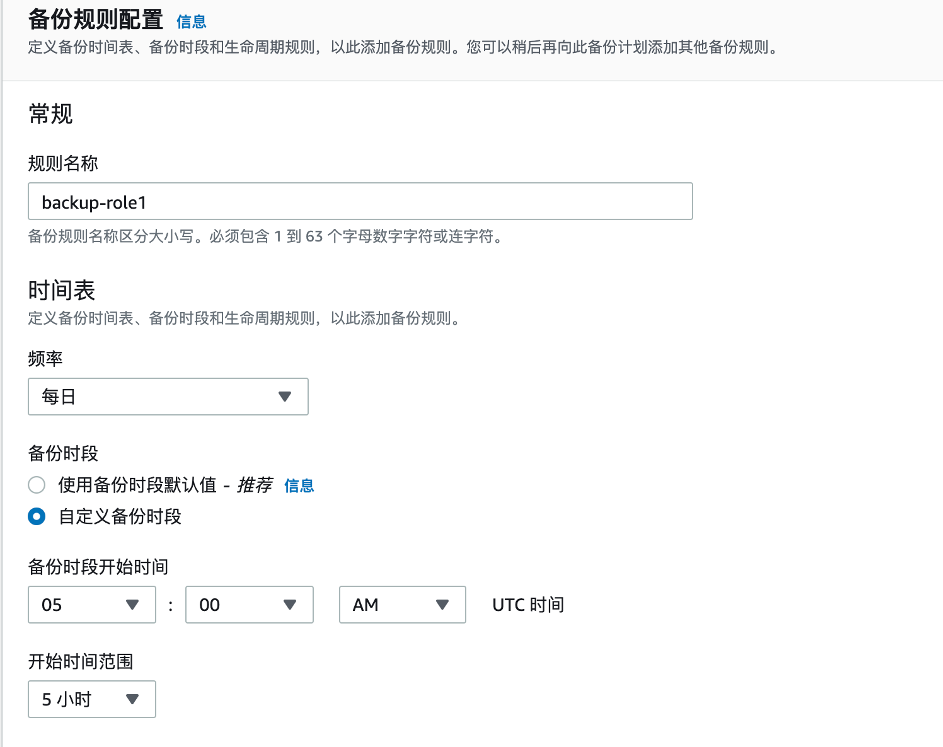 备份规则配置 信息
定义备份时间表、备份时段和生命周期规则，以此添加备份规则。您可以稍后再向此备份计划添加其他备份规则。
常规
规则名称
backup-role1
备份规则名称区分大小写。必须包含 1 到 63 个字母数字字符或连字符。
时间表
定义备份时间表、备份时段和生命周期规则，以此添加备份规则。
频率
每日
备份时段
使用备份时段默认值 - 推荐 信息
自定义备份时段
备份时段开始时间
05 : 00 AM UTC 时间
开始时间范围
5 小时